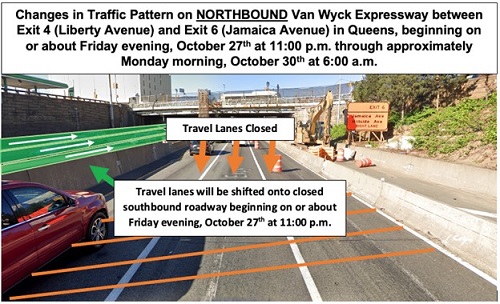 Changes in Traffic Pattern on NORTHBOUND Van Wyck Expressway between
Exit 4 (Liberty Avenue) and Exit 6 (Jamaica Avenue) in Queens, beginning on
or about Friday evening, October 27th at 11:00 p.m. through approximately
Monday morning, October 30th at 6:00 a.m.
EXIT 6
Jamaica Ave
Hillside Ave
Travel Lanes Closed
Travel lanes will be shifted onto closed
southbound roadway beginning on or about
Friday evening, October 27th at 11:00 p.m.